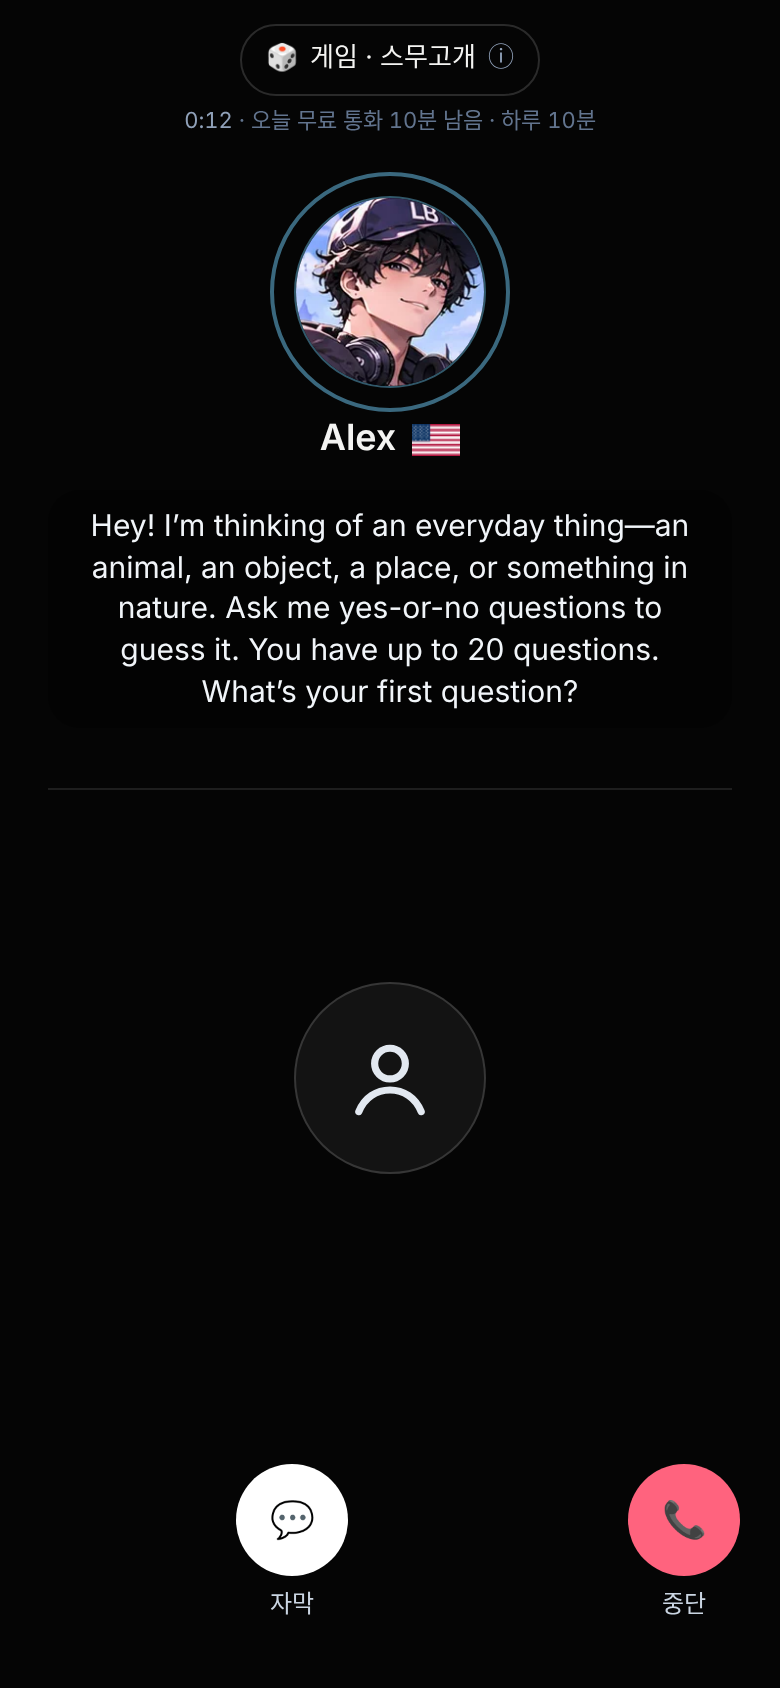 게임 · 스무고개
0:12 · 오늘 무료 통화 10분 남음 · 하루 10분
LB
Alex
Hey! I’m thinking of an everyday thing—an
animal, an object, a place, or something in
nature. Ask me yes-or-no questions to
guess it. You have up to 20 questions.
What’s your first question?
자막
중단